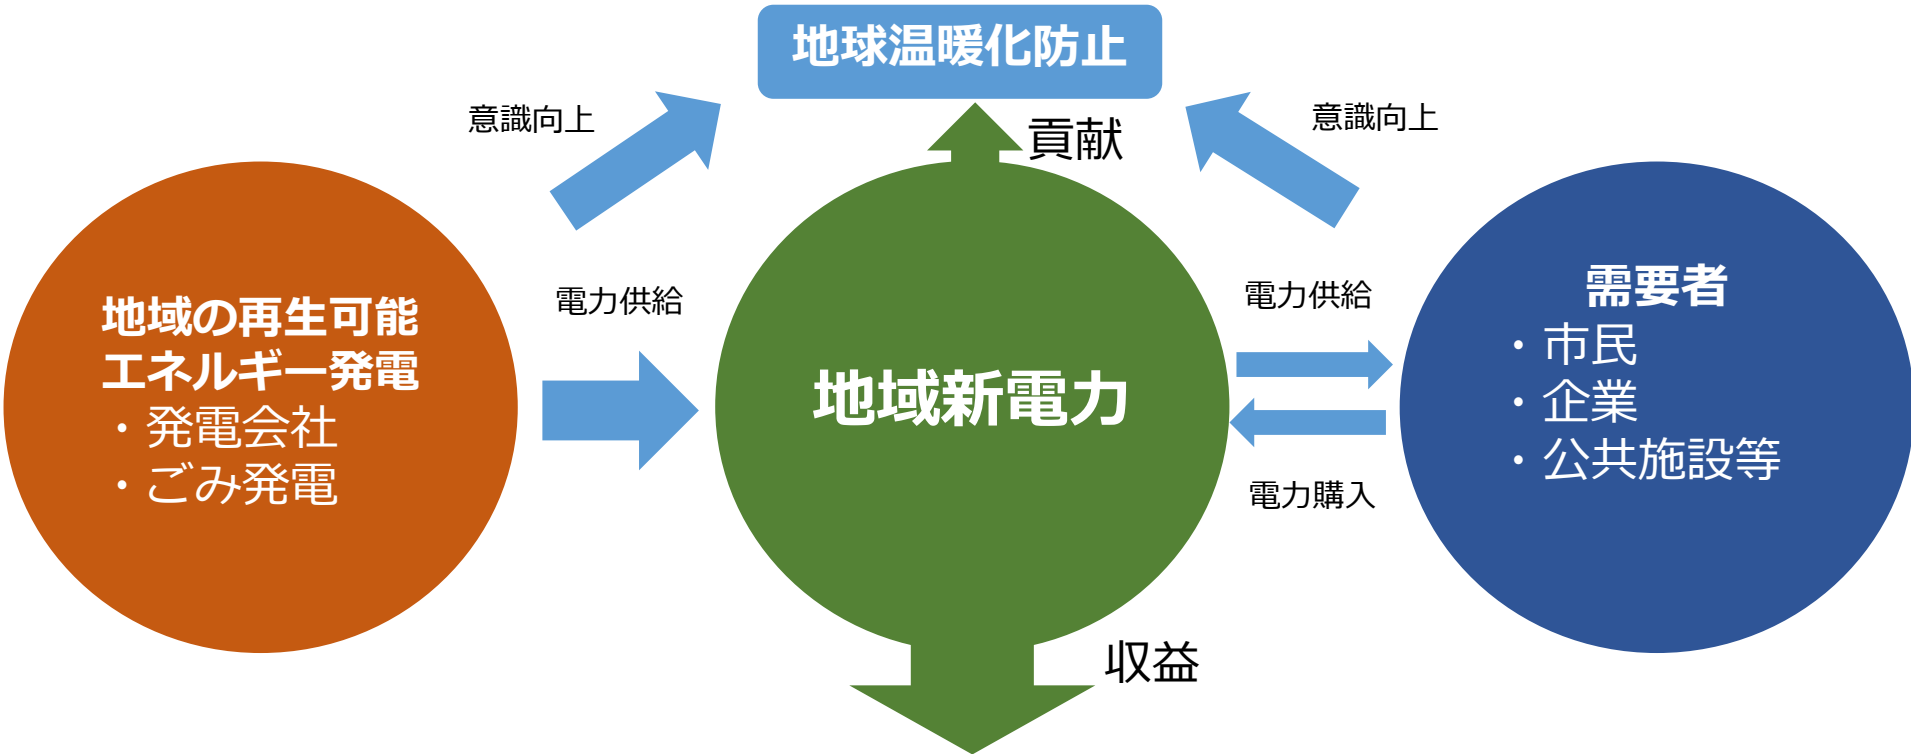 地球温暖化防止
意識向上
貢献
意識向上
地域の再生可能
エネルギー発電
・発電会社
・ごみ発電
電力供給
地域新電力
電力供給
電力購入
需要者
・市民
・企業
・公共施設等
収益